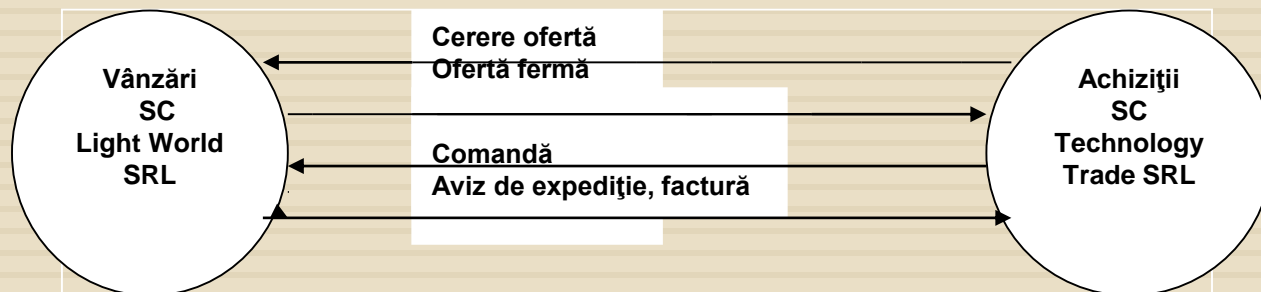 Vânzări
SC
Light World
SRL
Cerere ofertă
Ofertă fermă
Comandă
Aviz de expediţie, factură
Achiziţii
SC
Technology
Trade SRL